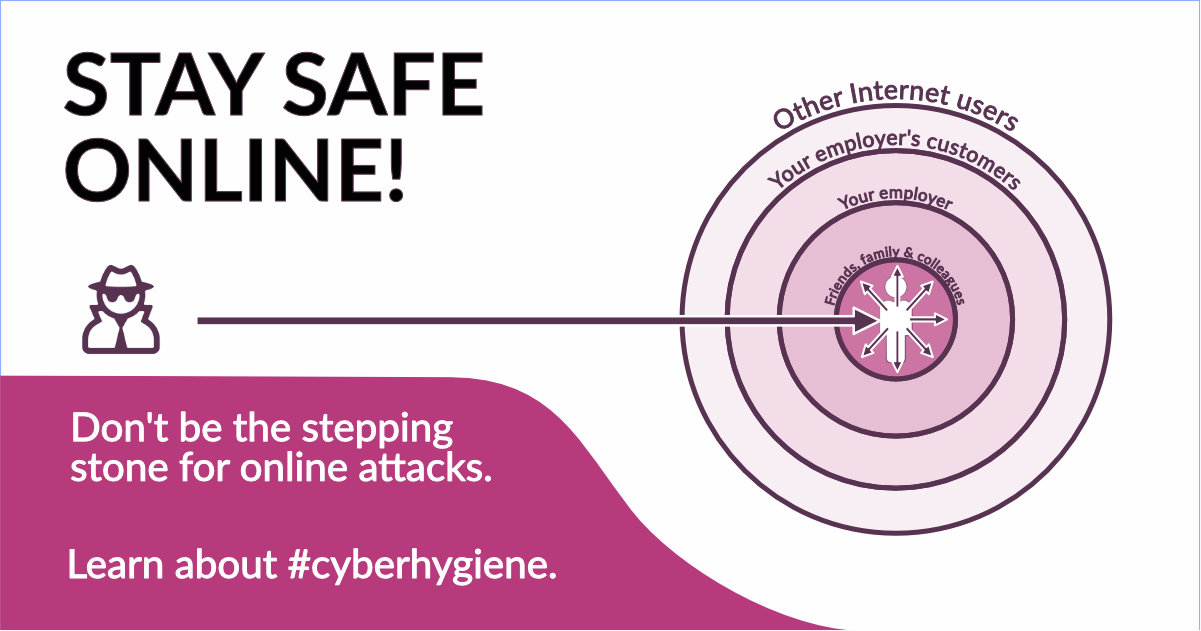 STAY SAFE
ONLINE!
Other Internet users
Your employer's customers
Your employer
Friends, family & colleagues
Don't be the stepping
stone for online attacks.
Learn about #cyberhygiene.